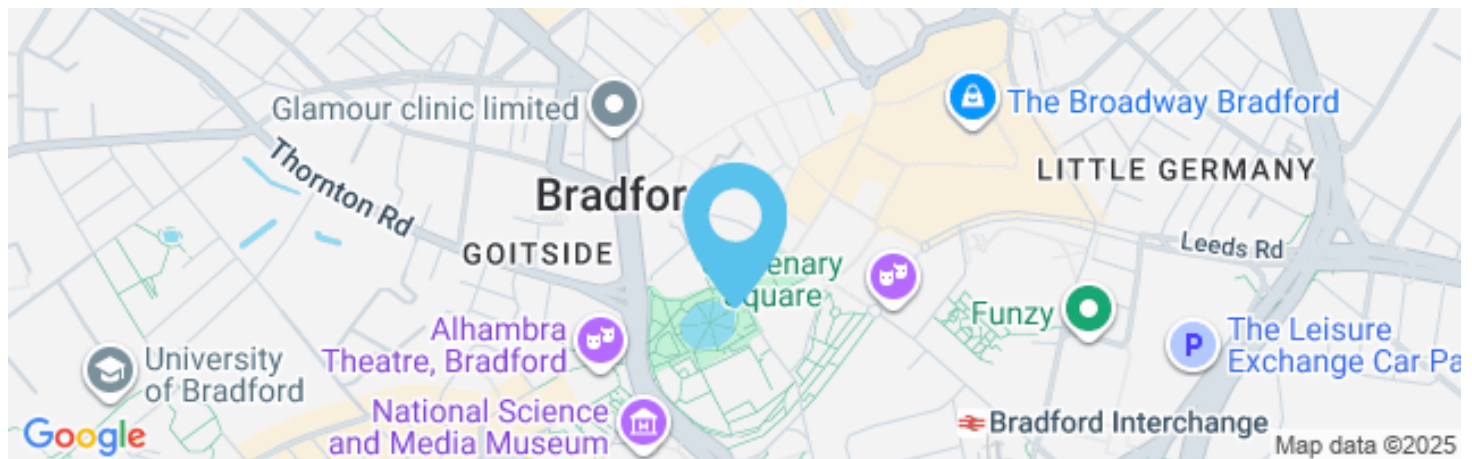 Glamour clinic limited
The Broadway Bradford
Thornton Rd
LITTLE GERMANY
Bradfor
GOITSIDE
Leeds Rd
enary
Square
Funzy
Alhambra
Theatre, Bradford
The Leisure
Exchange Car Pa
P
University
of Bradford
National Science
and Media Museum
Bradford Interchange
Google
Map data ©2025